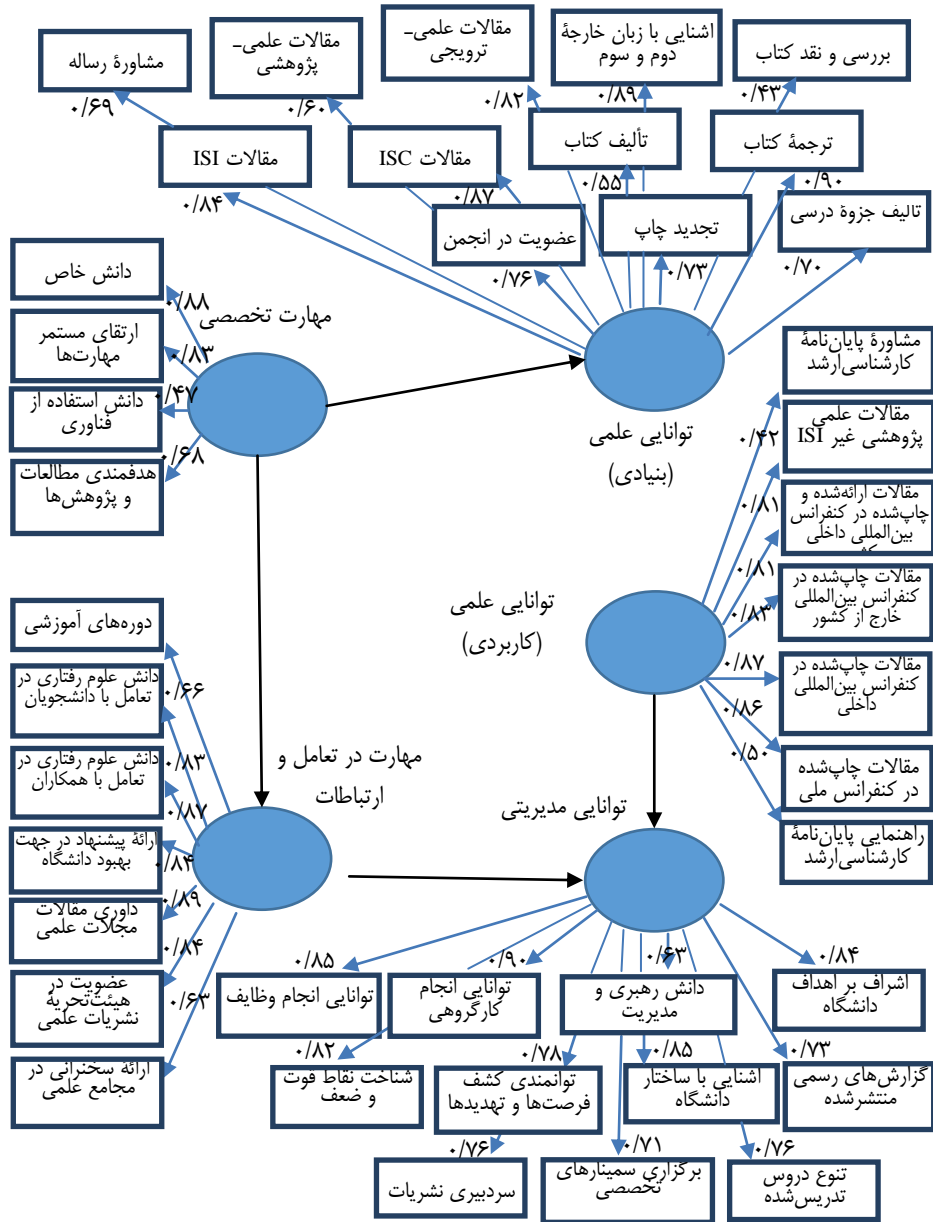 مقالات علمی-
ترویجی
اشنایی با زبان خارجۀ
دوم و سوم
بررسی و نقد کتاب
مقالات علمی-
پژوهشی
مشاورۀ رساله
۰/۶۹
۰/۶۰
۰/۸۲
۰/۸۹
۰/۴۳
مقالات ISI
مقالات ISC
تألیف کتاب
ترجمۀ کتاب
۰/۸۴
۰/۸۷
۰/۵۵
۰/۹۰
عضویت در انجمن
تجدید چاپ
تالیف جزوۀ درسی
۰/۷۶
۰/۷۳
۰/۷۰
دانش خاص
۰/۸۸
مهارت تخصصی
ارتقای مستمر
مهارت‌ها
۰/۸۳
دانش استفاده از
فناوری
۰/۴۷
هدفمندی مطالعات
و پژوهش‌ها
۰/۶۸
توانایی علمی
(بنیادی)
مشاورۀ پایان‌نامۀ
کارشناسی‌ارشد
۰/۴۲
مقالات علمی
پژوهشی غیر ISI
۰/۸۱
مقالات ارائه‌شده و
چاپ‌شده در کنفرانس
بین‌المللی داخلی
۰/۸۱
مقالات چاپ‌شده در
کنفرانس بین‌المللی
خارج از کشور
۰/۸۳
توانایی علمی
(کاربردی)
مقالات چاپ‌شده در
کنفرانس بین‌المللی
داخلی
۰/۸۷
۰/۸۶
مقالات چاپ‌شده
در کنفرانس ملی
۰/۵۰
راهنمایی پایان‌نامۀ
کارشناسی‌ارشد
دوره‌های آموزشی
۰/۶۶
دانش علوم رفتاری در
تعامل با دانشجویان
۰/۸۳
دانش علوم رفتاری در
تعامل با همکاران
۰/۸۷
مهارت در تعامل و
ارتباطات
ارائۀ پیشنهاد در جهت
بهبود دانشگاه
۰/۸۴
داوری مقالات
مجلات علمی
۰/۸۹
عضویت در
هیئت‌تحریۀ
نشریات علمی
۰/۸۴
ارائۀ سخنرانی در
مجامع علمی
۰/۶۳
توانایی مدیریتی
۰/۸۵
۰/۹۰
۰/۶۳
۰/۸۴
توانایی انجام وظایف
توانایی انجام
کارگروهی
دانش رهبری و
مدیریت
اشراف بر اهداف
دانشگاه
۰/۸۲
۰/۷۸
۰/۸۵
۰/۷۳
شناخت نقاط قوت
و ضعف
توانمندی کشف
فرصت‌ها و تهدیدها
اشنایی با ساختار
دانشگاه
گزارش‌های رسمی
منتشرشده
۰/۷۶
۰/۷۱
۰/۷۶
سردبیری نشریات
برگزاری سمینارهای
تخصصی
تنوع دروس
تدریس‌شده